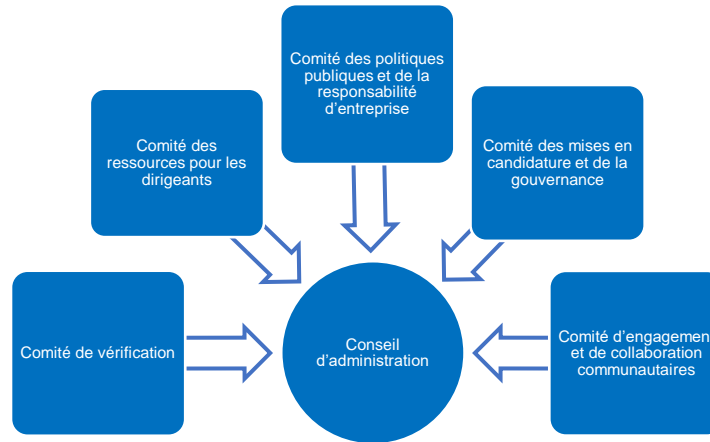 Comité des politiques
publiques et de la
responsabilité
d'entreprise
Comité des
ressources pour les
dirigeants
Comité des mises en
candidature et de la
gouvernance
Comité de vérification
Conseil
d'administration
Comité d'engagemen
et de collaboration
communautaires